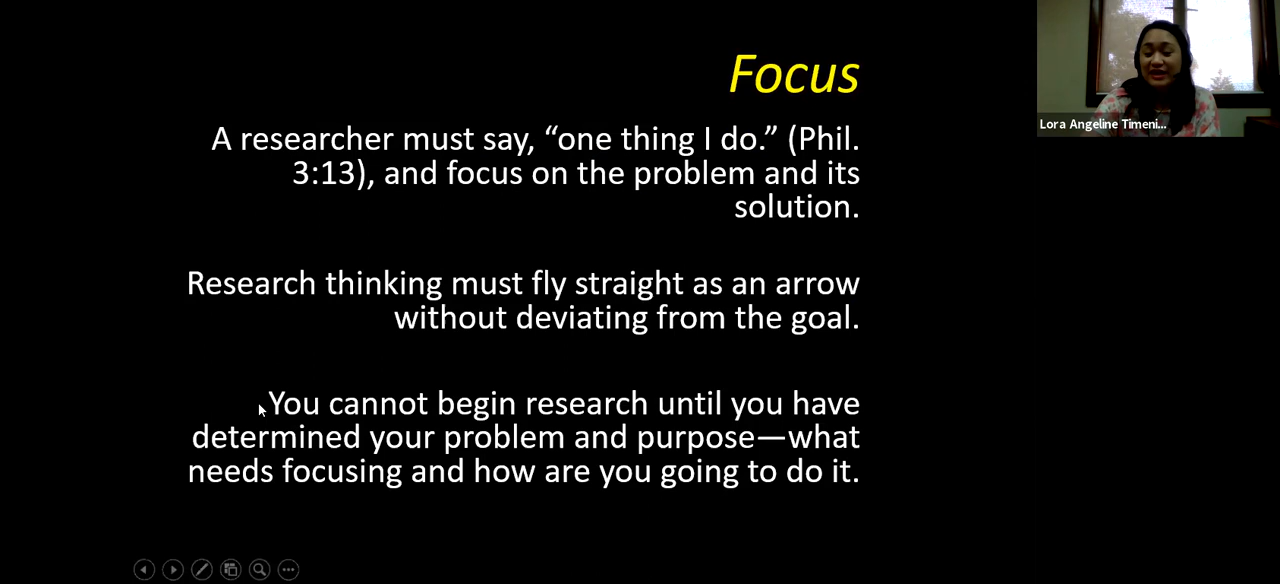 Focus
A researcher must say, “one thing I do.” (Phil.
3:13), and focus on the problem and its
solution.
Research thinking must fly straight as an arrow
without deviating from the goal.
You cannot begin research until you have
determined your problem and purpose—what
needs focusing and how are you going to do it.
Lora Angeline Timeni...